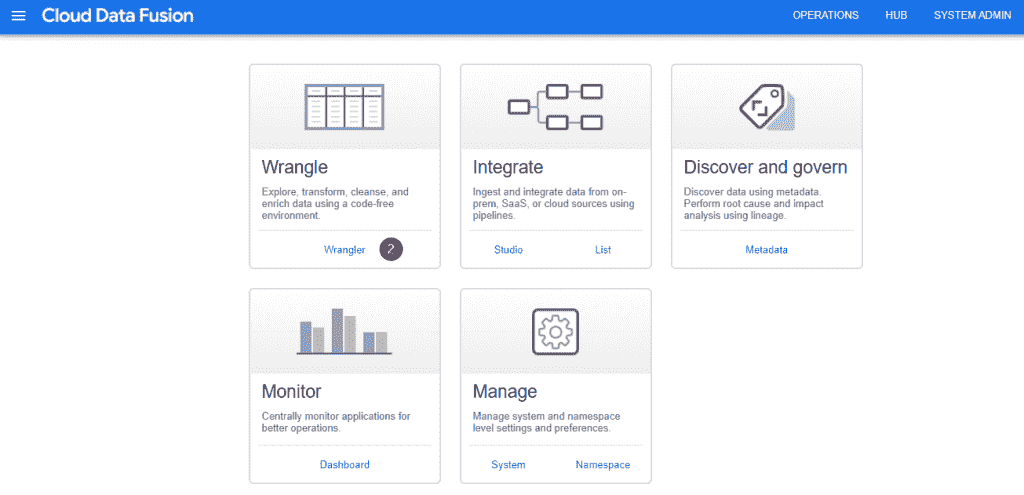 Cloud Data Fusion
OPERATIONS HUB SYSTEM ADMIN
Wrangle
Explore, transform, cleanse, and
enrich data using a code-free
environment.
Wrangler 2
Integrate
Ingest and integrate data from on-
prem, SaaS, or cloud sources using
pipelines.
Studio List
Discover and govern
Discover data using metadata.
Perform root cause and impact
analysis using lineage.
Metadata
Monitor
Centrally monitor applications for
better operations.
Dashboard
Manage
Manage system and namespace
level settings and preferences.
System Namespace